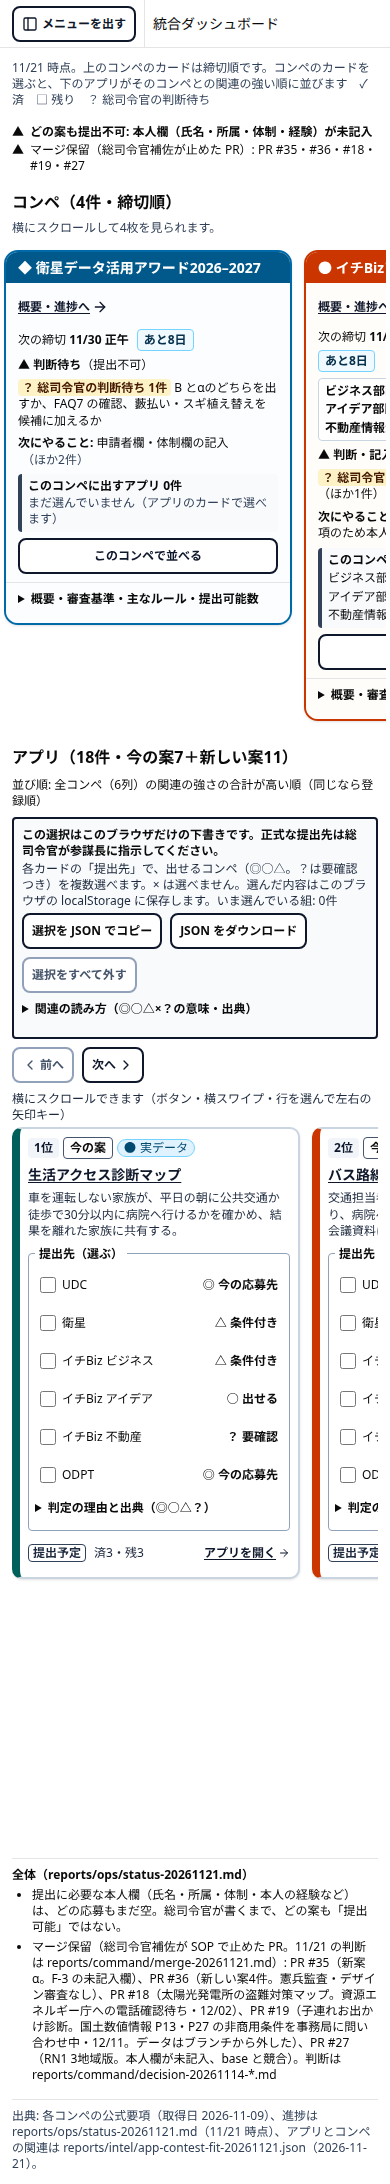 メニューを出す
統合ダッシュボード
11/21 時点。上のコンペのカードは締切順です。コンペのカードを
選ぶと、下のアプリがそのコンペとの関連の強い順に並びます ✓
済 □ 残り ？ 総司令官の判断待ち
▲ どの案も提出不可: 本人欄（氏名・所属・体制・経験）が未記入
▲ マージ保留（総司令官補佐が止めた PR）: PR #35・#36・#18・
#19・#27
コンペ（4件・締切順）
横にスクロールして4枚を見られます。
◆ 衛星データ活用アワード2026–2027
概要・進捗へ →
次の締切 11/30 正午 あと8日
▲ 判断待ち（提出不可）
？ 総司令官の判断待ち 1件 B とαのどちらを出
すか、FAQ7 の確認、藪払い・スギ植え替えを
候補に加えるか
次にやること: 申請者欄・体制欄の記入
（ほか2件）
このコンペに出すアプリ 0件
まだ選んでいません（アプリのカードで選べ
ます）
このコンペで並べる
▶ 概要・審査基準・主なルール・提出可能数
● イチBiz
概要・進捗へ
次の締切 11/
あと8日
ビジネス部
アイデア部
不動産情報
▲ 判断・記入
？ 総司令官
（ほか1件）
次にやること
項のため本人
このコンペ
ビジネス部
アイデア部
不動産情報
▶ 概要・審査
アプリ（18件・今の案7＋新しい案11）
並び順: 全コンペ（6列）の関連の強さの合計が高い順（同じなら登
録順）
この選択はこのブラウザだけの下書きです。正式な提出先は総
司令官が参謀長に指示してください。
各カードの「提出先」で、出せるコンペ（◎○△。？は要確認
つき）を複数選べます。× は選べません。選んだ内容はこのブラ
ウザの localStorage に保存します。いま選んでいる組: 0件
選択を JSON でコピー
JSON をダウンロード
選択をすべて外す
▶ 関連の読み方（◎○△×？の意味・出典）
前へ
次へ
横にスクロールできます（ボタン・横スワイプ・行を選んで左右の
矢印キー）
1位 今の案 ● 実データ
生活アクセス診断マップ
車を運転しない家族が、平日の朝に公共交通か
徒歩で30分以内に病院へ行けるかを確かめ、結
果を離れた家族に共有する。
提出先（選ぶ）
UDC ◎ 今の応募先
衛星 △ 条件付き
イチBiz ビジネス △ 条件付き
イチBiz アイデア ○ 出せる
イチBiz 不動産 ？ 要確認
ODPT ◎ 今の応募先
▶ 判定の理由と出典（◎○△？）
提出予定 済3・残3 アプリを開く →
2位
バス路線
交通担当
り、病院
会議資料
提出先
UD
衛星
イチ
イチ
イチ
OD
▶ 判定の
提出予定
全体（reports/ops/status-20261121.md）
• 提出に必要な本人欄（氏名・所属・体制・本人の経験など）
は、どの応募もまだ空。総司令官が書くまで、どの案も「提出
可能」ではない。
• マージ保留（総司令官補佐が SOP で止めた PR。11/21 の判断
は reports/command/merge-20261121.md）: PR #35（新案
α。F-3 の未記入欄）、PR #36（新しい案4件。憲兵監査・デザイ
ン審査なし）、PR #18（太陽光発電所の盗難対策マップ。資源エ
ネルギー庁への電話確認待ち・12/02）、PR #19（子連れお出か
け診断。国土数値情報 P13・P27 の非商用条件を事務局に問い
合わせ中・12/11。データはブランチから外した）、PR #27
（RN1 3地域版。本人欄が未記入、base と競合）。判断は
reports/command/decision-20261114-*.md
出典: 各コンペの公式要項（取得日 2026-11-09）、進捗は
reports/ops/status-20261121.md（11/21 時点）、アプリとコンペ
の関連は reports/intel/app-contest-fit-20261121.json（2026-11-
21）。